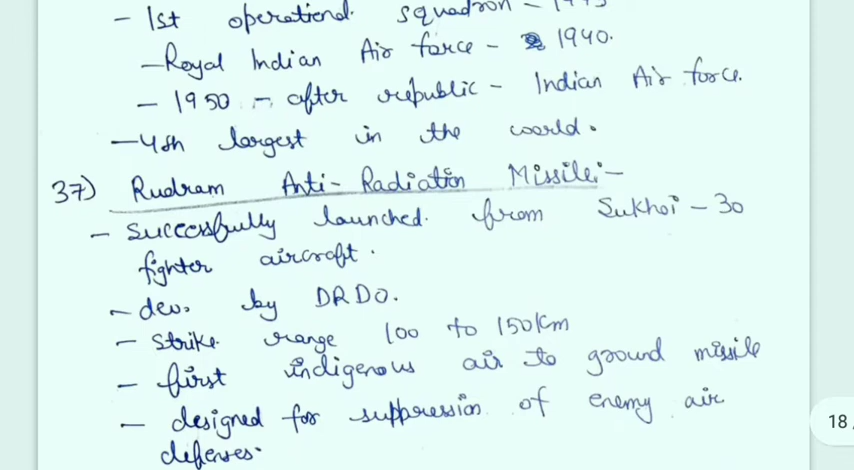 - 1st operational squadron -
- Royal Indian Air force - 1940.
- 1950 - after republic - Indian Air force.
- 4th largest in the world.
37) Rudram Anti-Radiation Missile:-
- Successfully launched from Sukhoi - 30
fighter aircraft.
- dev. by DRDO.
- Strike range 100 to 150km
- first indigenous air to ground missile
- designed for suppression of enemy air
defenses.
18